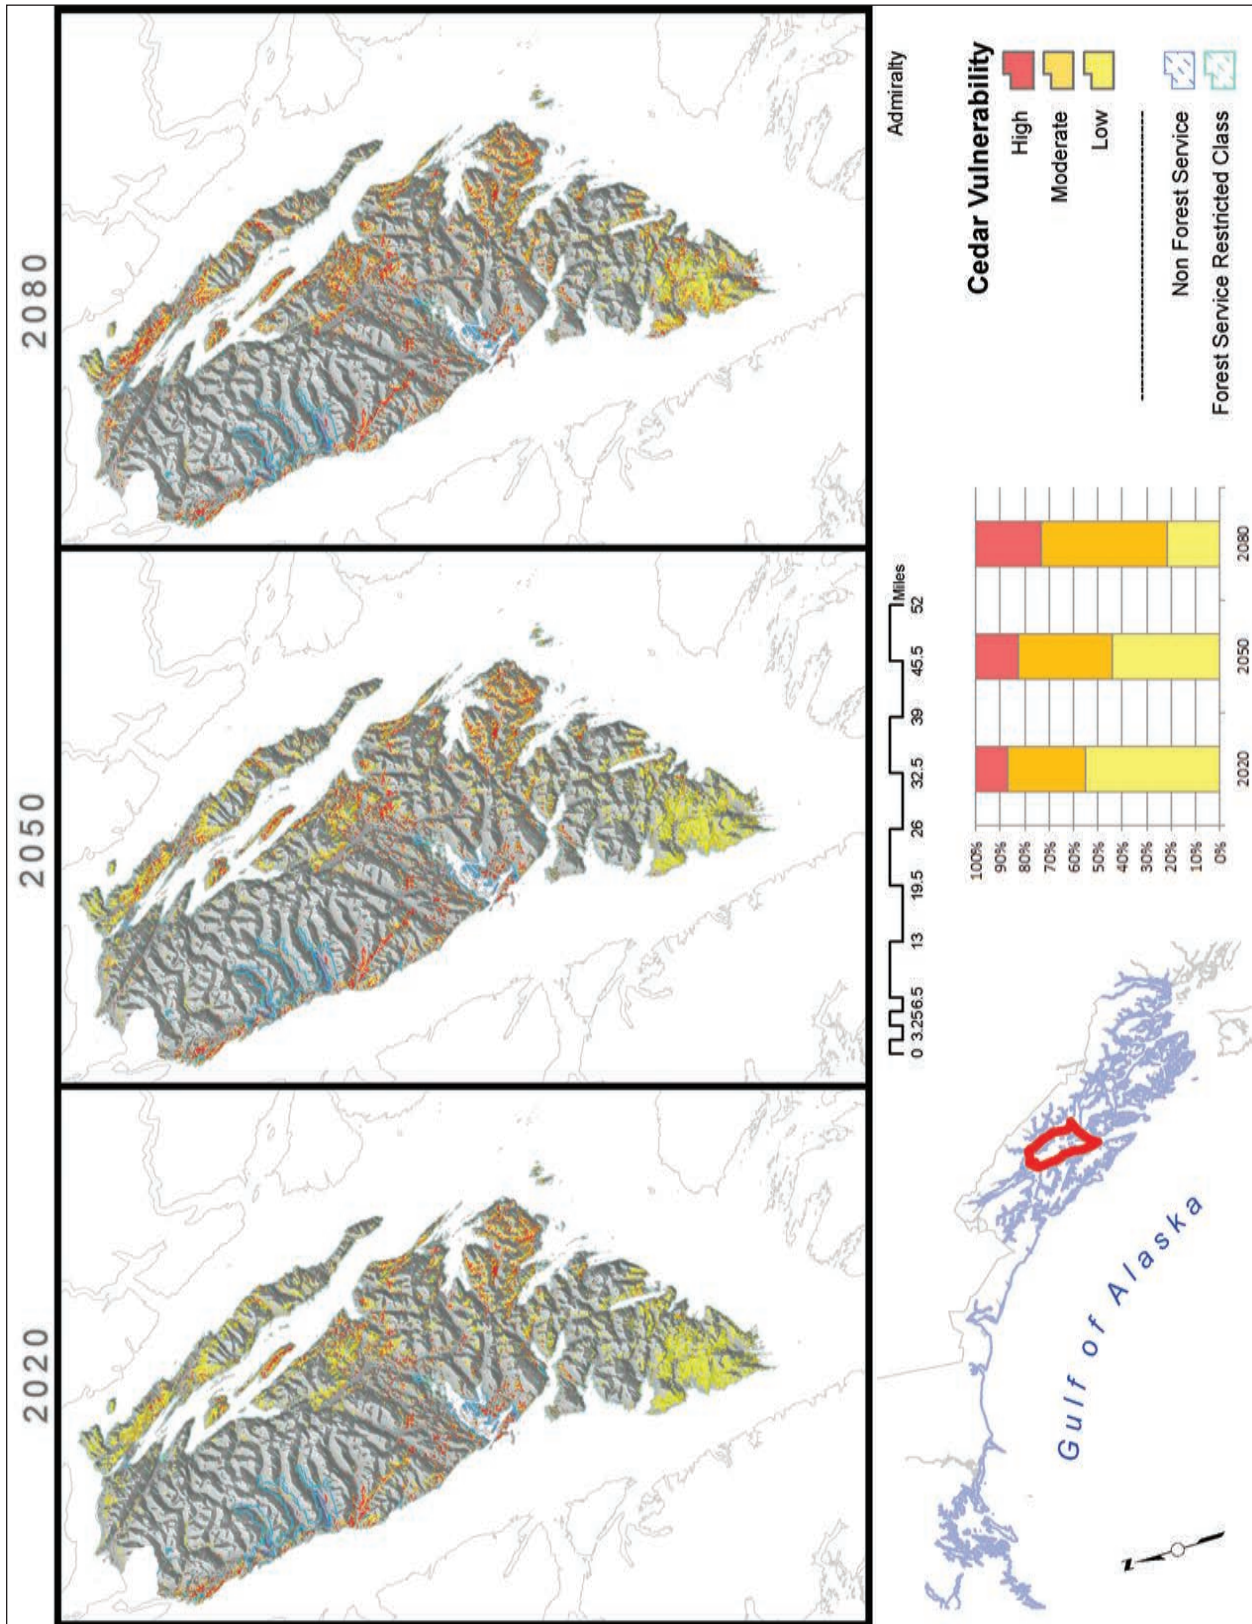 2020
2050
2080
Admiralty
0 3.25 6.5 13 19.5 26 32.5 39 45.5 52
Miles
Gulf of Alaska
N
100%
90%
80%
70%
60%
50%
40%
30%
20%
10%
0%
2020 2050 2080
Cedar Vulnerability
High
Moderate
Low
Non Forest Service
Forest Service Restricted Class